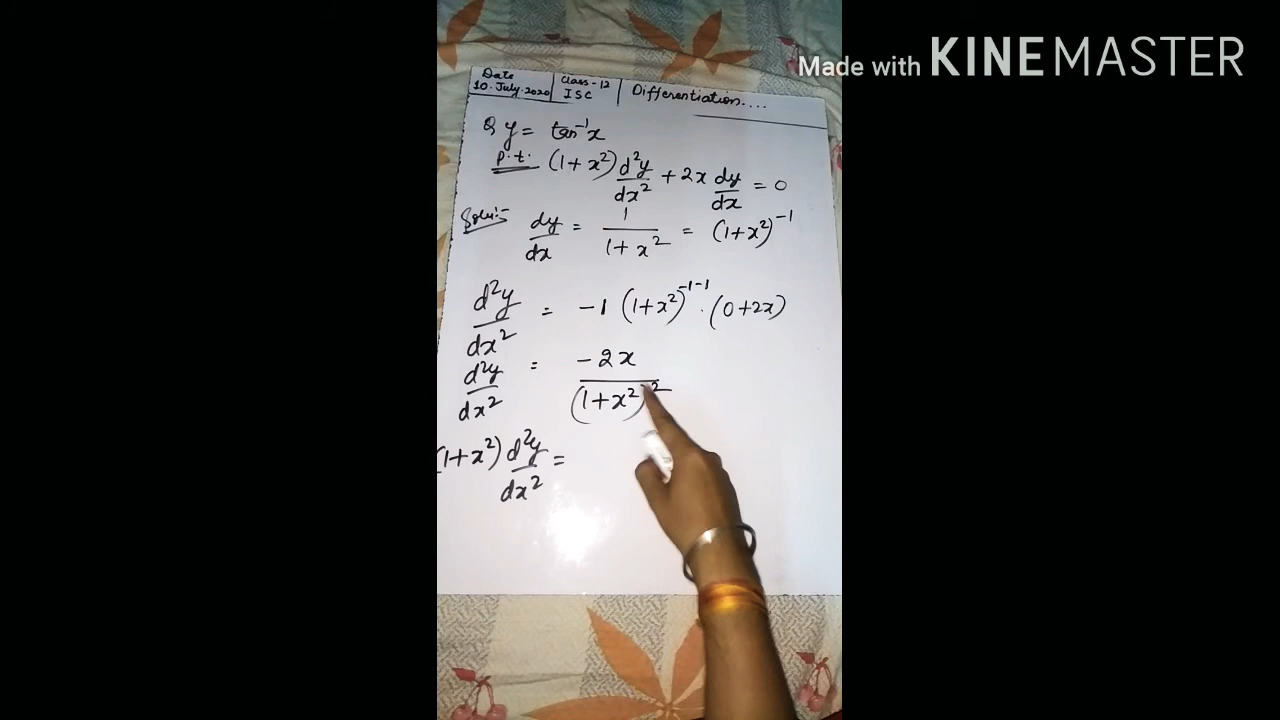 Made with KINEMASTER
Date
10.July.2020
Class-12
ISC
Differentiation....
Q y = tan⁻¹x
p.t. (1+x²) d²y/dx² + 2x dy/dx = 0
Solu:- dy/dx = 1/(1+x²) = (1+x²)⁻¹
d²y/dx² = -1 (1+x²)⁻¹⁻¹ . (0+2x)
d²y/dx² = -2x/(1+x²)²
(1+x²) d²y/dx² =